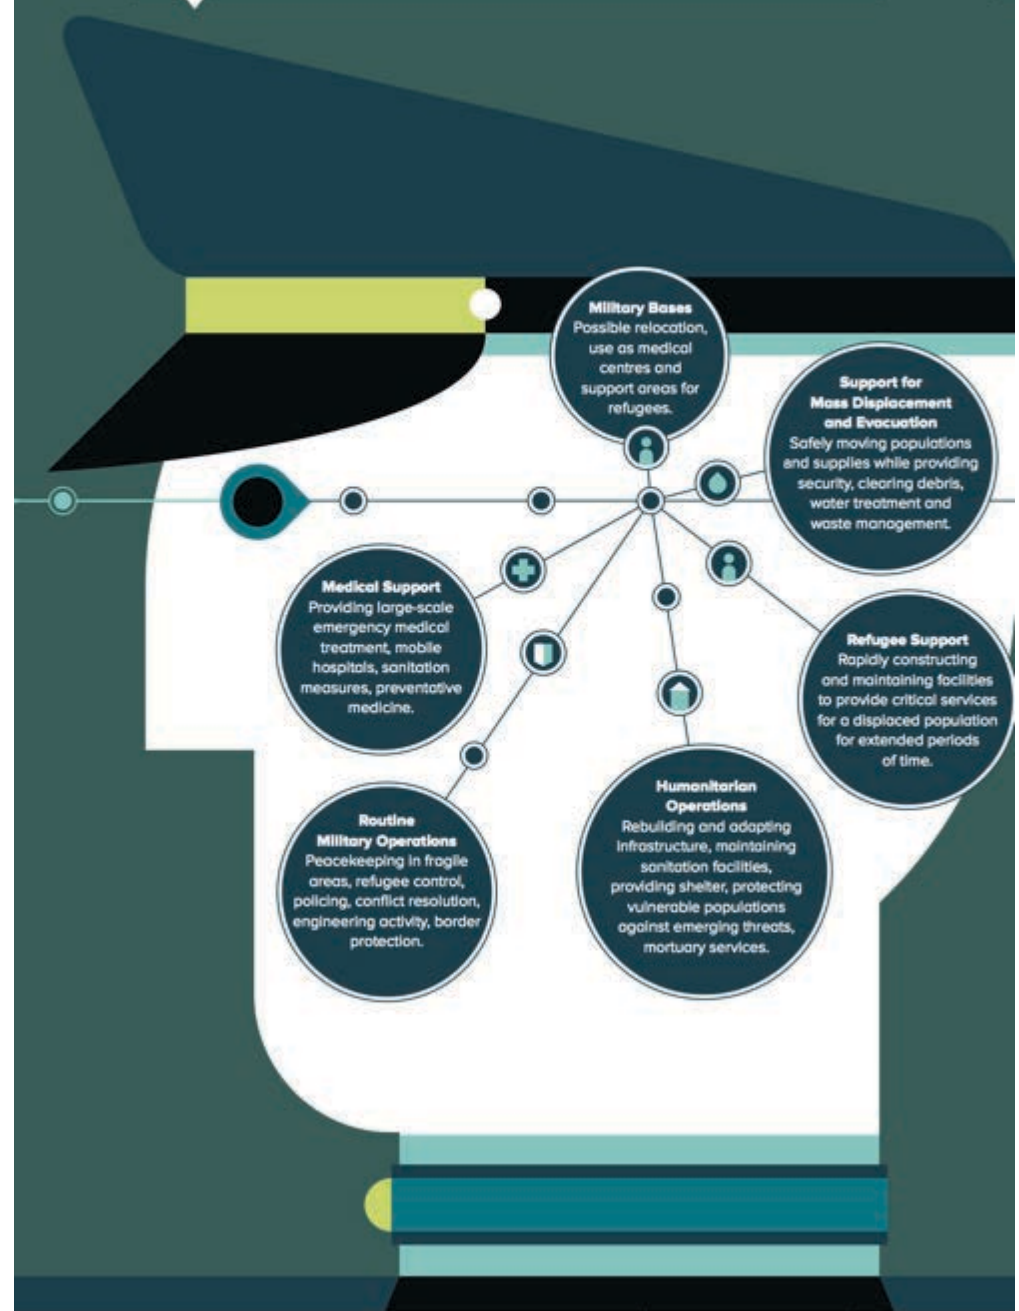 Military Bases
Possible relocation,
use as medical
centres and
support areas for
refugees.
Support for
Mass Displacement
and Evacuation
Safely moving populations
and supplies while providing
security, clearing debris,
water treatment and
waste management.
Medical Support
Providing large-scale
emergency medical
treatment, mobile
hospitals, sanitation
measures, preventative
medicine.
Refugee Support
Rapidly constructing
and maintaining facilities
to provide critical services
for a displaced population
for extended periods
of time.
Routine
Military Operations
Peacekeeping in fragile
areas, refugee control,
policing, conflict resolution,
engineering activity, border
protection.
Humanitarian
Operations
Rebuilding and adapting
infrastructure, maintaining
sanitation facilities,
providing shelter, protecting
vulnerable populations
against emerging threats,
mortuary services.